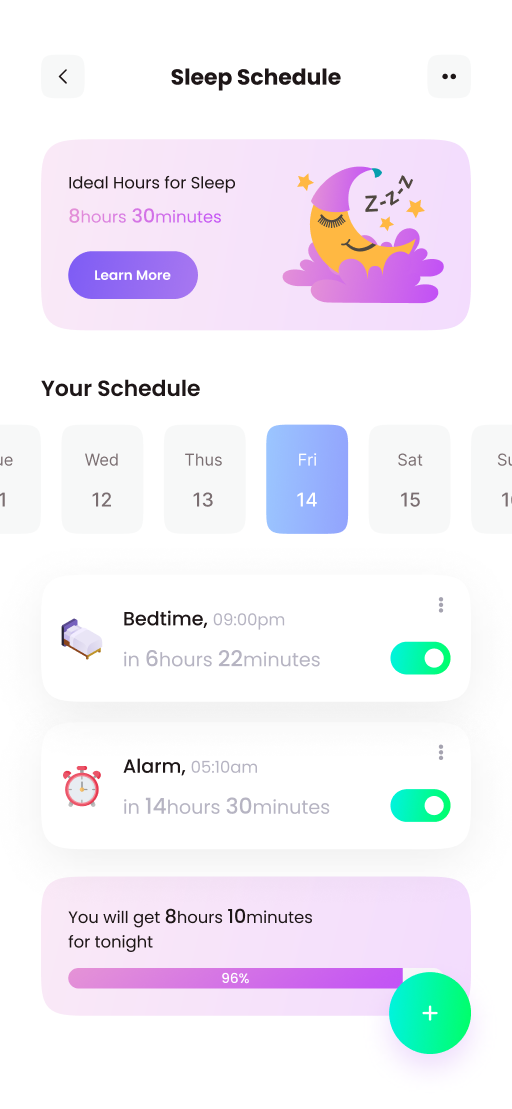 Sleep Schedule
Ideal Hours for Sleep
8hours 30minutes
Z-z-z
Learn More
Your Schedule
ue Wed Thus Fri Sat Su
1 12 13 14 15 1
Bedtime, 09:00pm
in 6hours 22minutes
Alarm, 05:10am
in 14hours 30minutes
You will get 8hours 10minutes
for tonight
96%
+